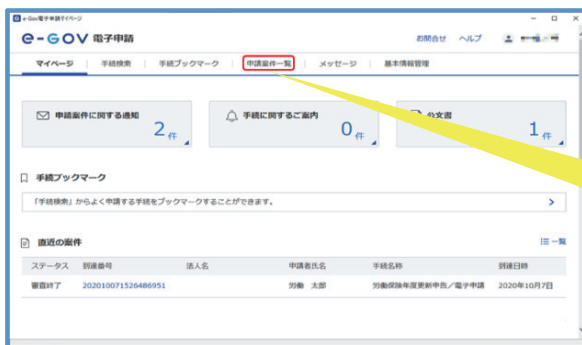 e-Gov電子申請マイページ
e-GOV 電子申請
お問合せ ヘルプ
マイページ 手続検索 手続ブックマーク 申請案件一覧 メッセージ 基本情報管理
申請案件に関する通知 2件
手続に関するご案内 0件
公文書 1件
手続ブックマーク
「手続検索」からよく申請する手続をブックマークすることができます。
直近の案件 一覧
ステータス 到達番号 法人名 申請者氏名 手続名称 到達日時
審査終了 202010071526486951 労働 太郎 労働保険年度更新申告/電子申請 2020年10月7日